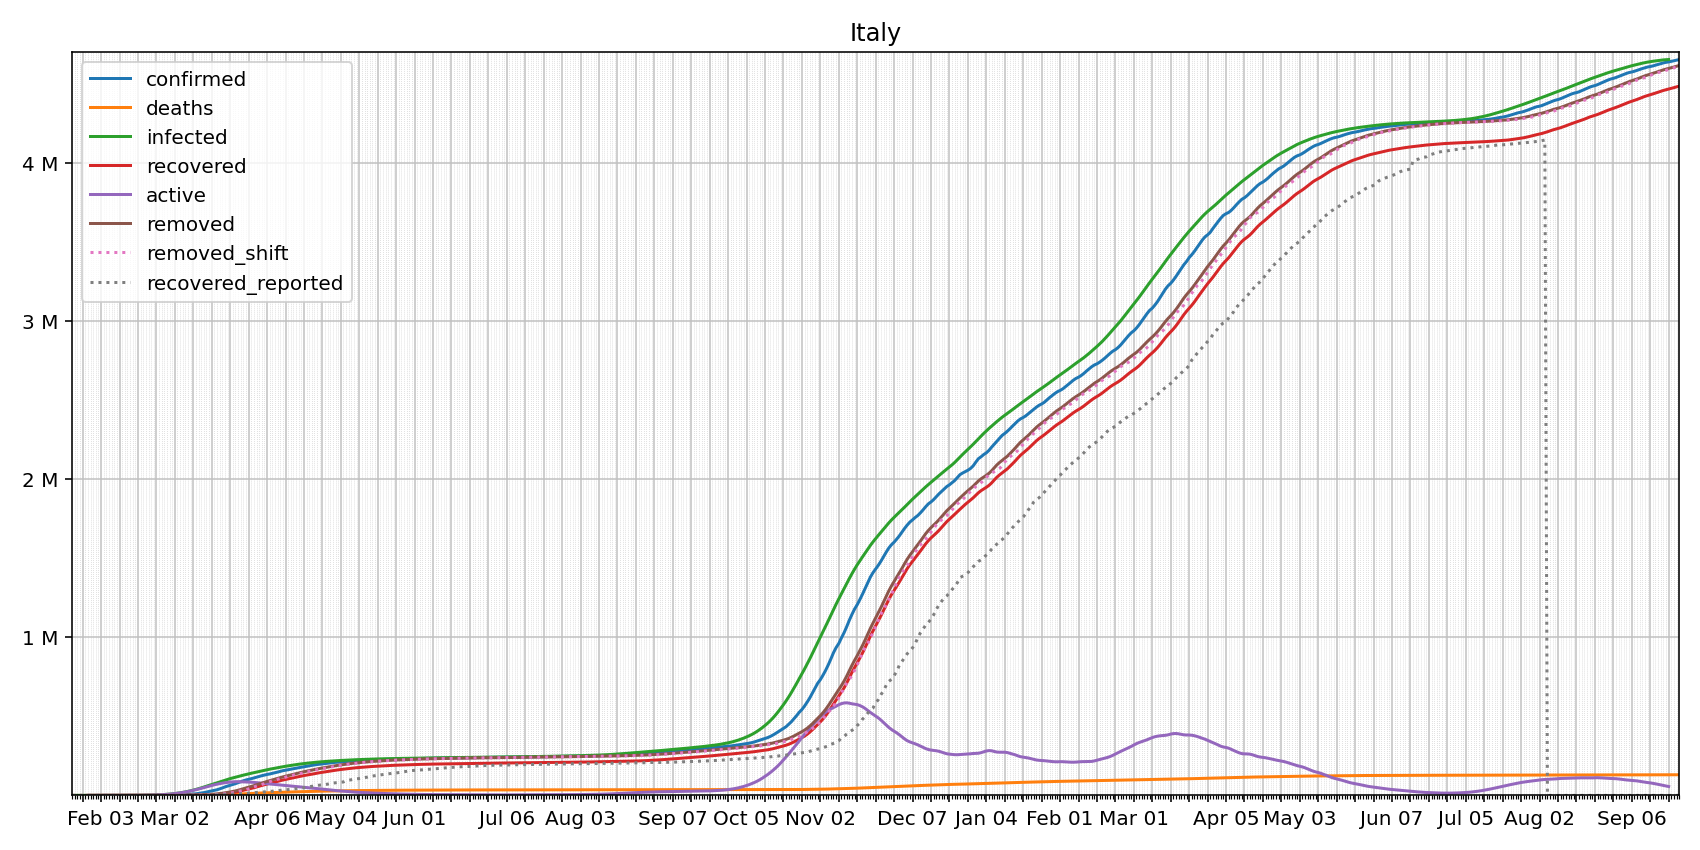 Italy
confirmed
deaths
infected
recovered
active
removed
removed_shift
recovered_reported
4 M
3 M
2 M
1 M
Feb 03 Mar 02 Apr 06 May 04 Jun 01 Jul 06 Aug 03 Sep 07 Oct 05 Nov 02 Dec 07 Jan 04 Feb 01 Mar 01 Apr 05 May 03 Jun 07 Jul 05 Aug 02 Sep 06